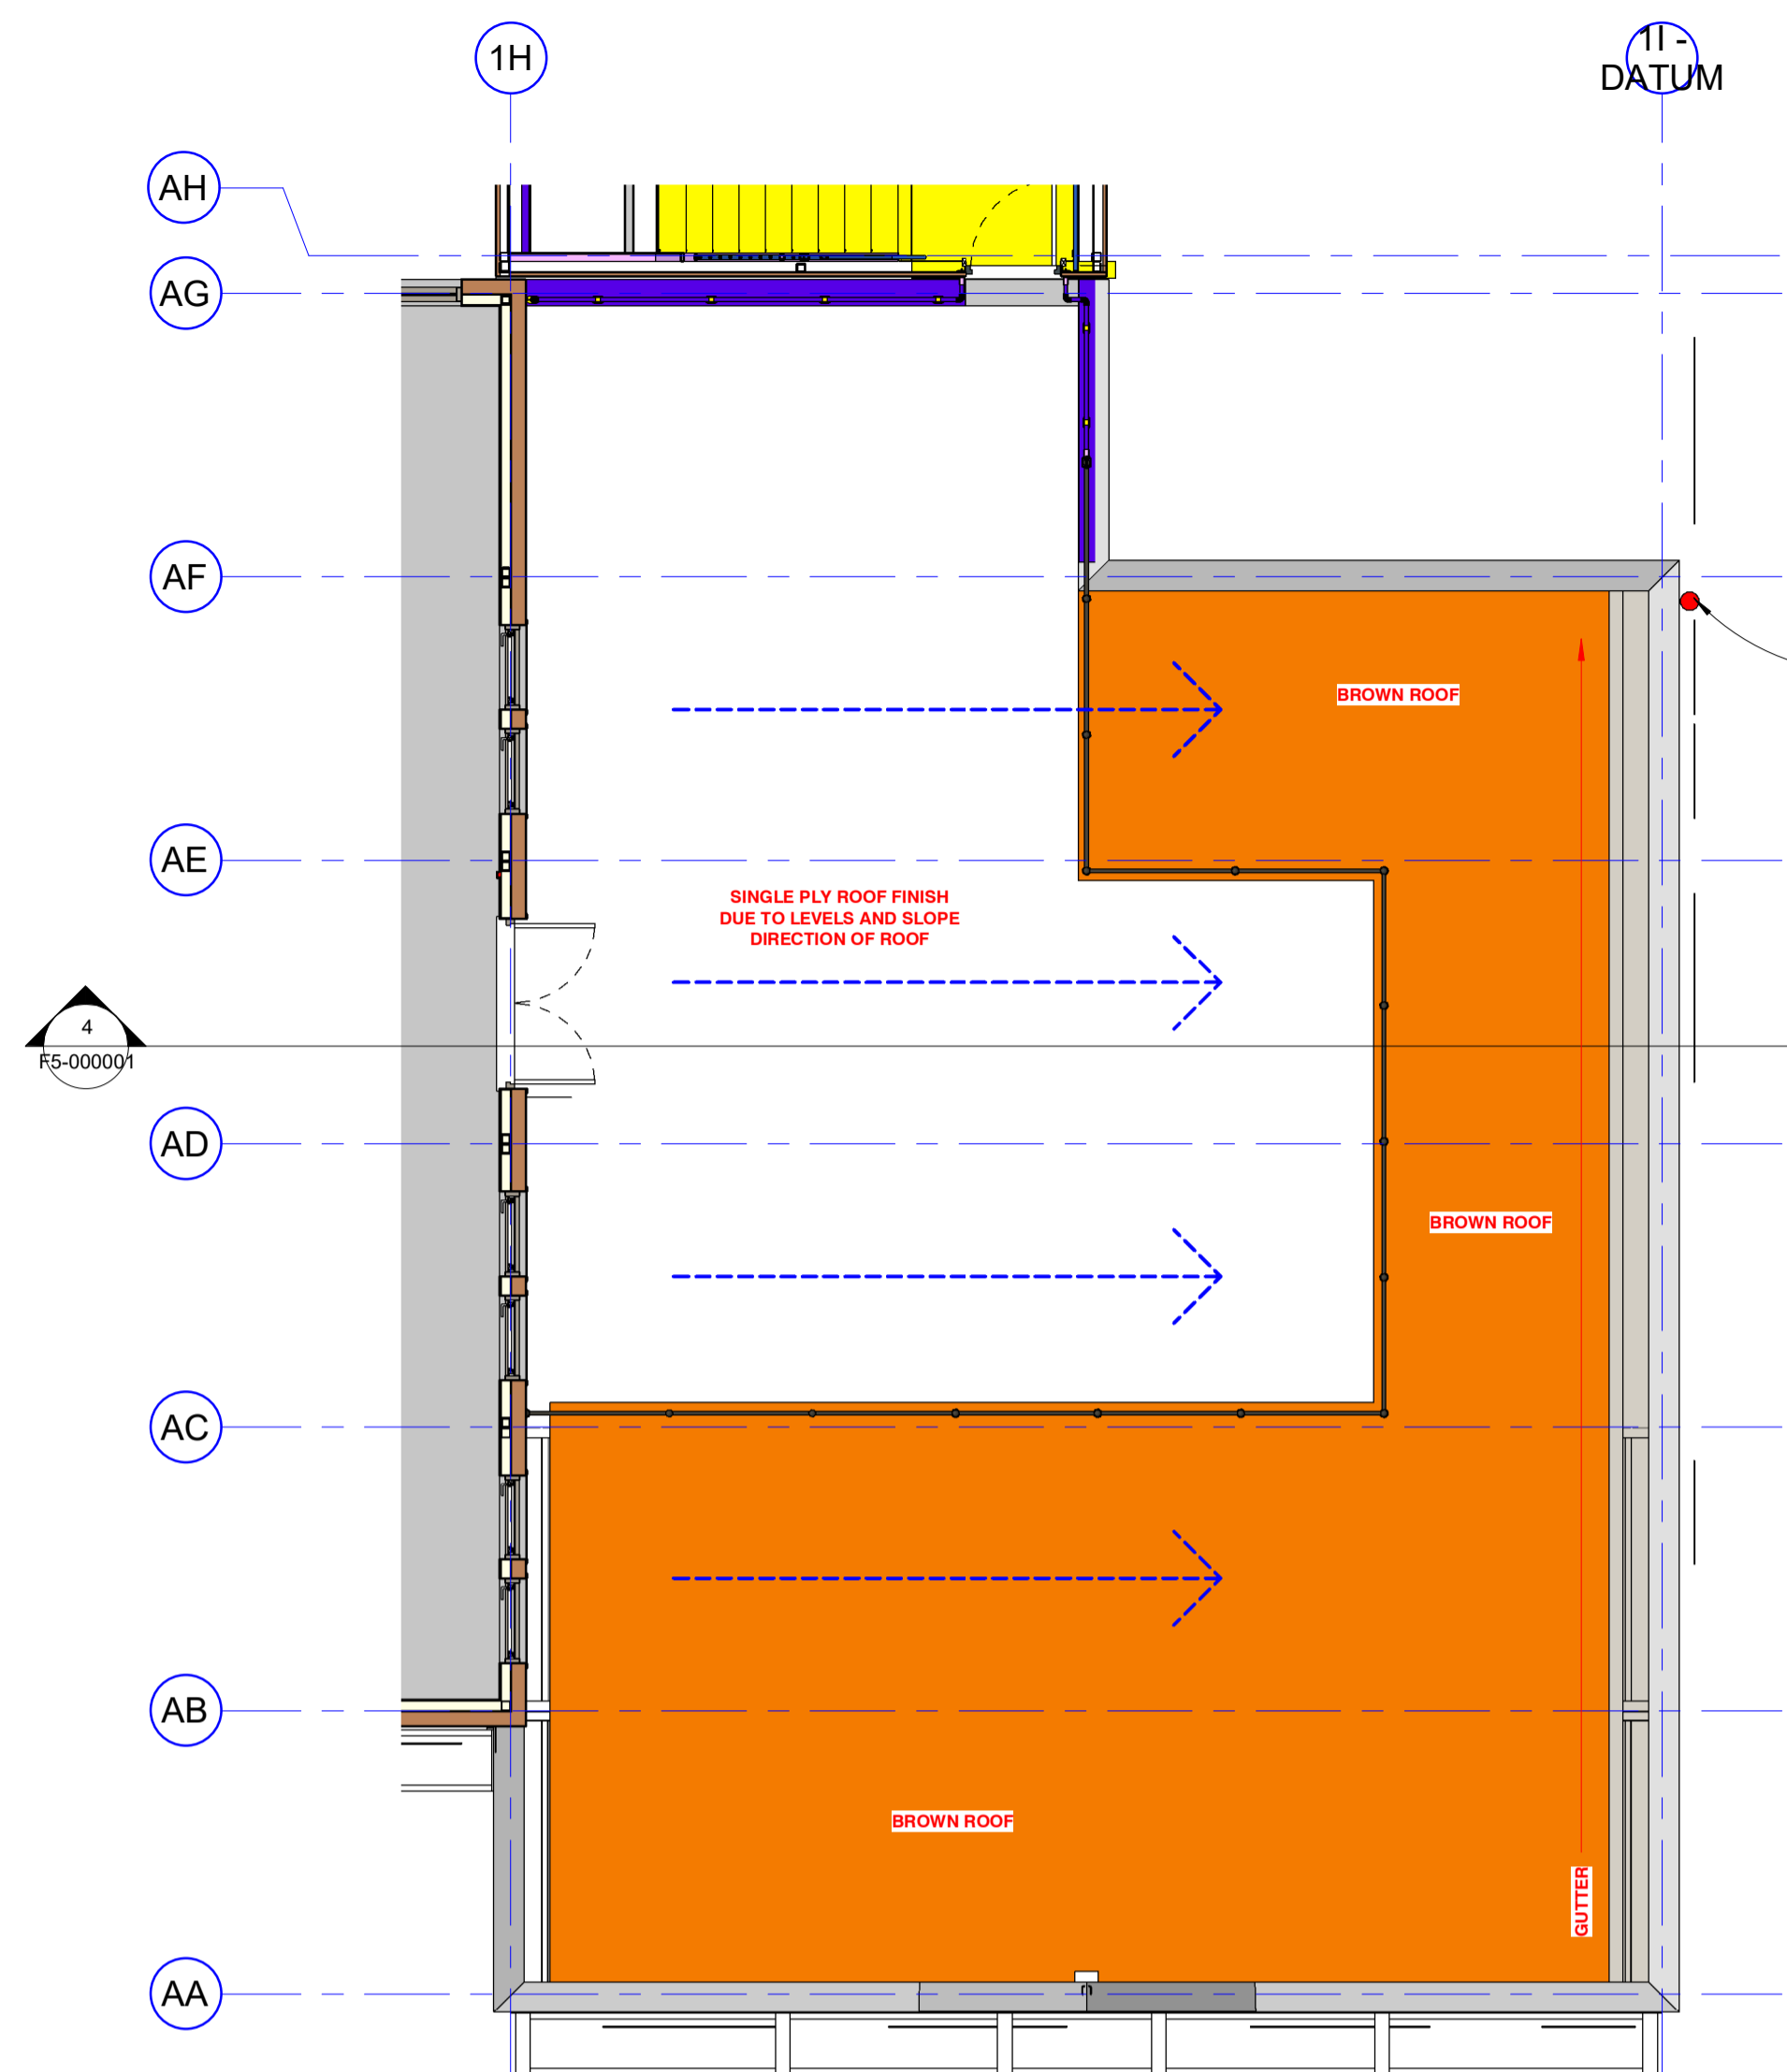 1H
1I -
DATUM
AH
AG
AF
BROWN ROOF
AE
SINGLE PLY ROOF FINISH
DUE TO LEVELS AND SLOPE
DIRECTION OF ROOF
4
F5-000001
AD
BROWN ROOF
AC
AB
BROWN ROOF
GUTTER
AA